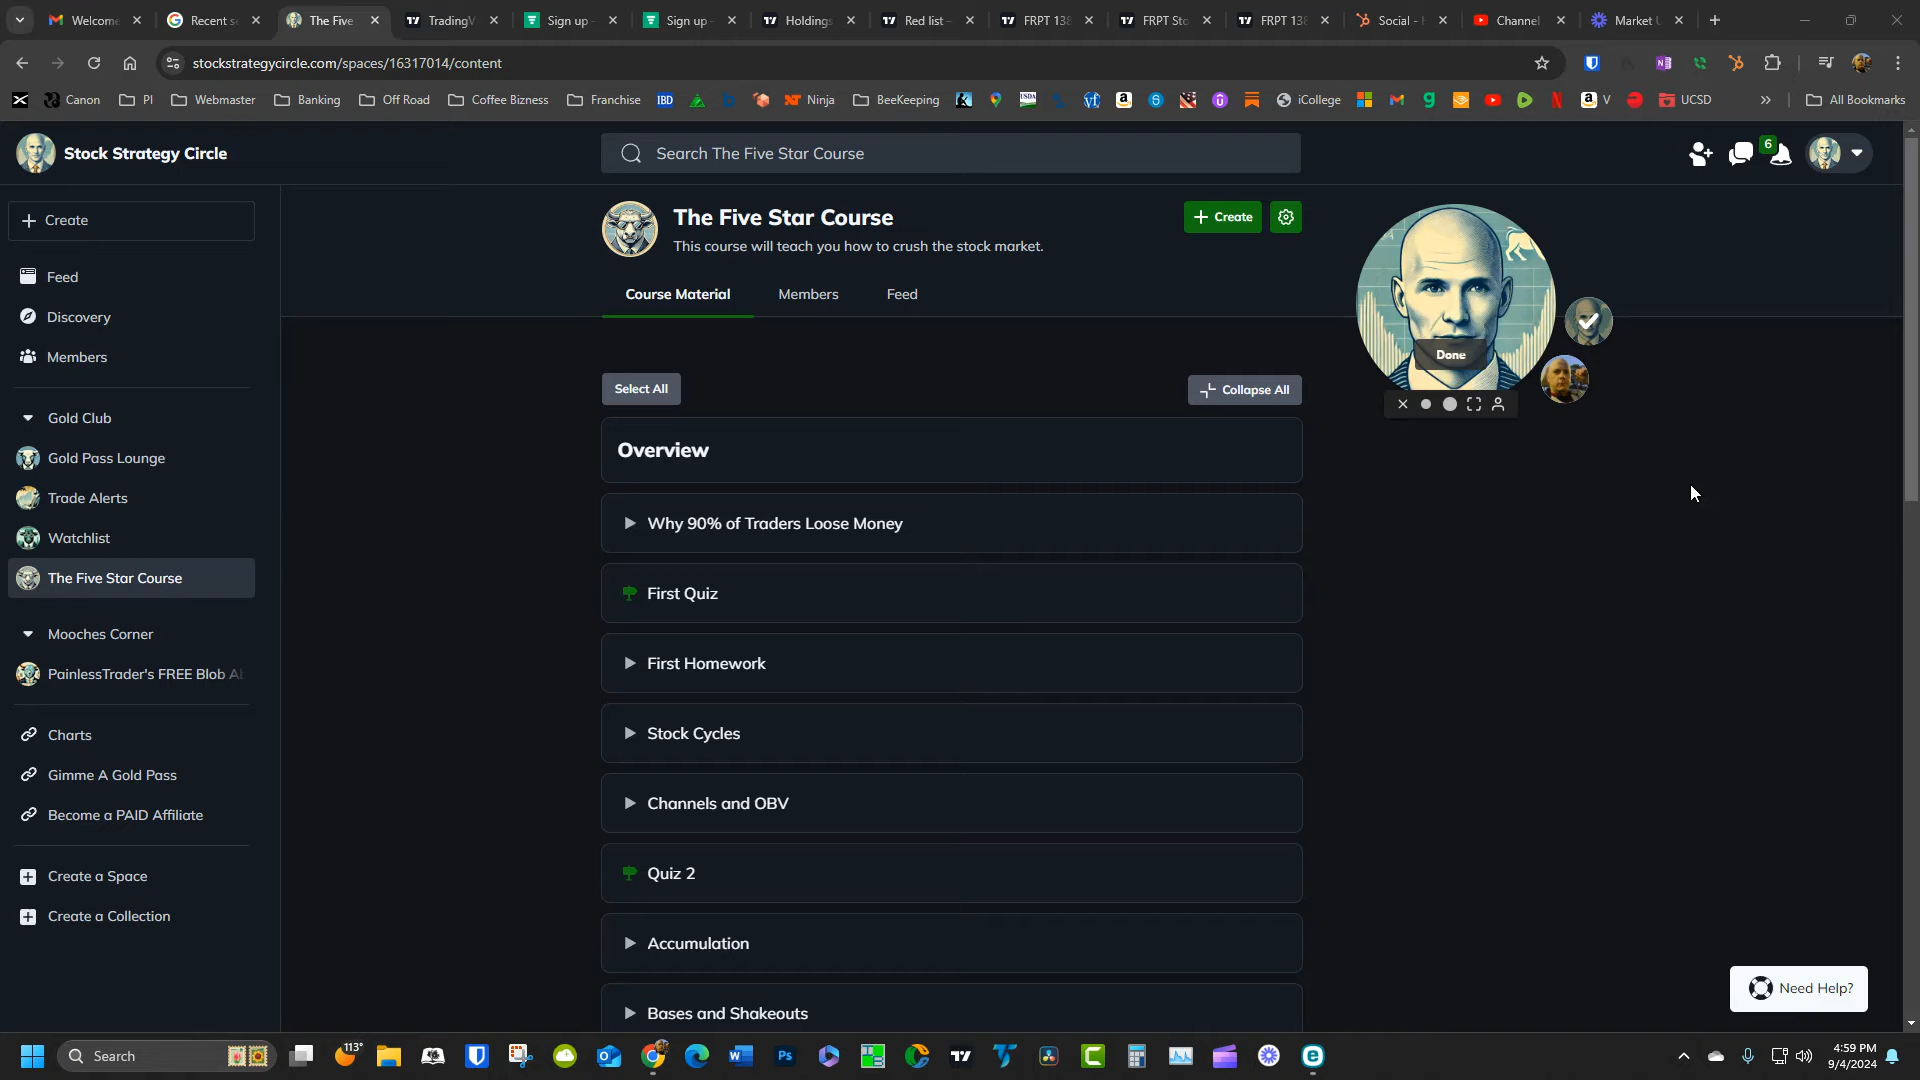 Welcome
Recent s
The Five
TradingV
Sign up -
Sign up -
Holdings
Red list -
FRPT 138
FRPT Sto
FRPT 138
Social - H
Channel
Market U
stockstrategycircle.com/spaces/16317014/content
Canon
PI
Webmaster
Banking
Off Road
Coffee Bizness
Franchise
IBD
Ninja
BeeKeeping
iCollege
V
UCSD
All Bookmarks
Stock Strategy Circle
Search The Five Star Course
6
Create
Feed
Discovery
Members
Gold Club
Gold Pass Lounge
Trade Alerts
Watchlist
The Five Star Course
Mooches Corner
PainlessTrader's FREE Blob Al
Charts
Gimme A Gold Pass
Become a PAID Affiliate
Create a Space
Create a Collection
The Five Star Course
This course will teach you how to crush the stock market.
Create
Course Material
Members
Feed
Done
Select All
Collapse All
Overview
Why 90% of Traders Loose Money
First Quiz
First Homework
Stock Cycles
Channels and OBV
Quiz 2
Accumulation
Bases and Shakeouts
Need Help?
Search
113°
4:59 PM
9/4/2024